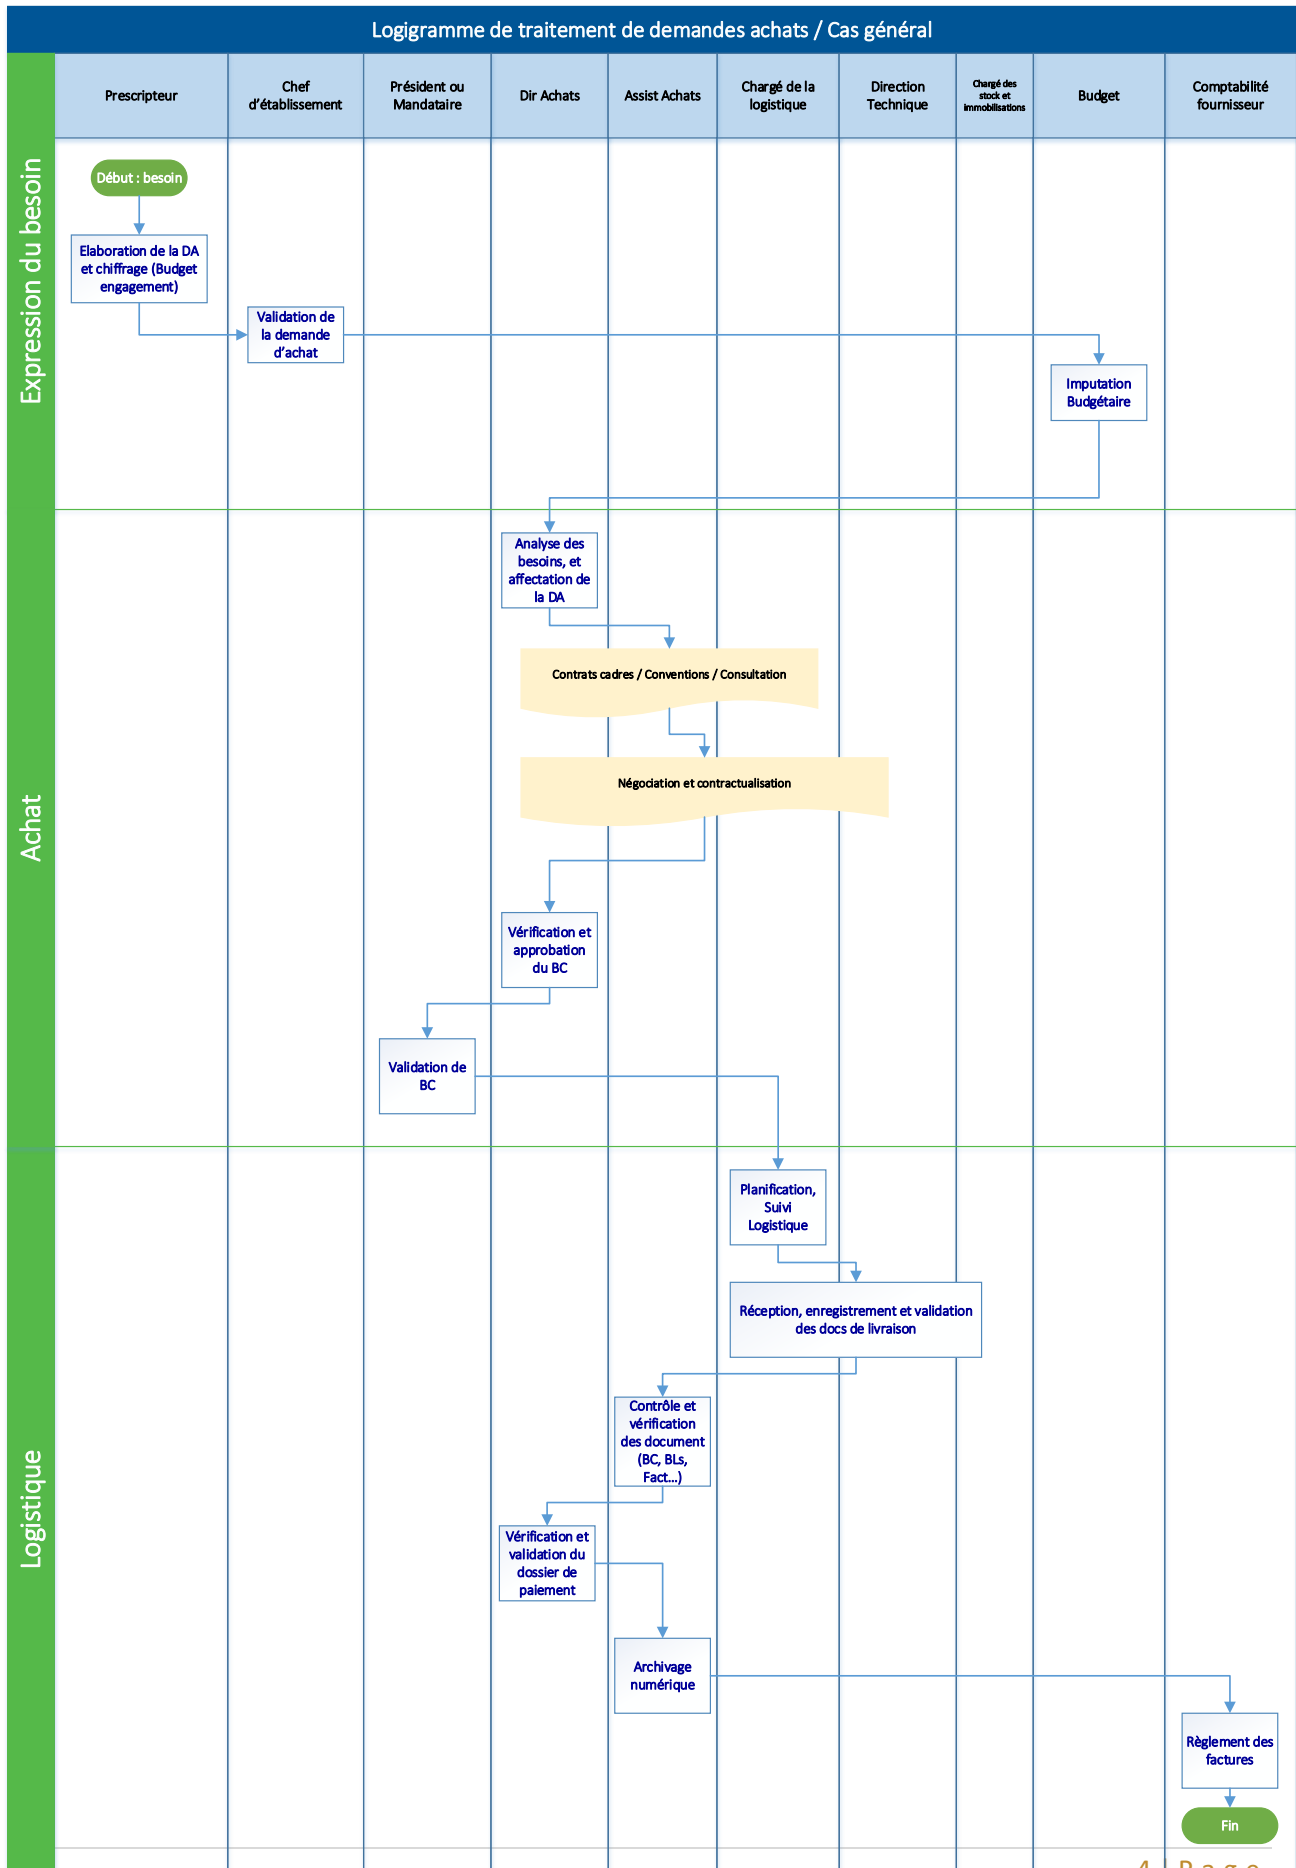 Logigramme de traitement de demandes achats / Cas général
Prescripteur
Chef
d'établissement
Président ou
Mandataire
Dir Achats
Assist Achats
Chargé de la
logistique
Direction
Technique
Chargé des
stock et
immobilisations
Budget
Comptabilité
fournisseur
Expression du besoin
Début : besoin
Elaboration de la DA
et chiffrage (Budget
engagement)
Validation de
la demande
d'achat
Imputation
Budgétaire
Achat
Analyse des
besoins, et
affectation de
la DA
Contrats cadres / Conventions / Consultation
Négociation et contractualisation
Vérification et
approbation
du BC
Validation de
BC
Logistique
Planification,
Suivi
Logistique
Réception, enregistrement et validation
des docs de livraison
Contrôle et
vérification
des document
(BC, BLs,
Fact...)
Vérification et
validation du
dossier de
paiement
Archivage
numérique
Règlement des
factures
Fin
4 | Page